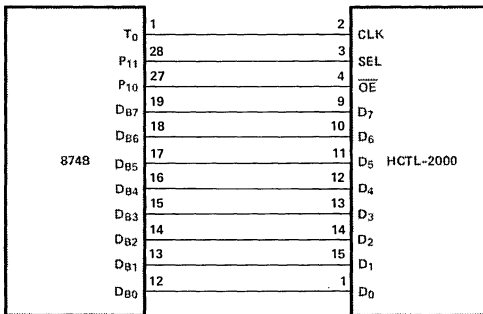 T0 1 2 CLK
P11 28 3 SEL
P10 27 4 OE
DB7 19 9 D7
DB6 18 10 D6
8748 DB5 17 11 D5 HCTL-2000
DB4 16 12 D4
DB3 15 13 D3
DB2 14 14 D2
DB1 13 15 D1
DB0 12 1 D0